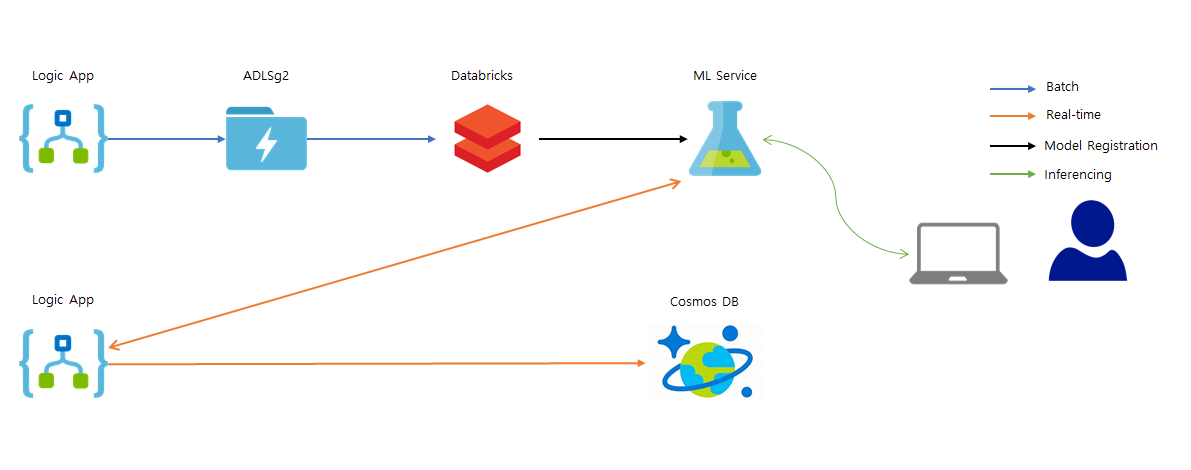 Logic App
ADLSg2
Databricks
ML Service
Batch
Real-time
Model Registration
Inferencing
Logic App
Cosmos DB